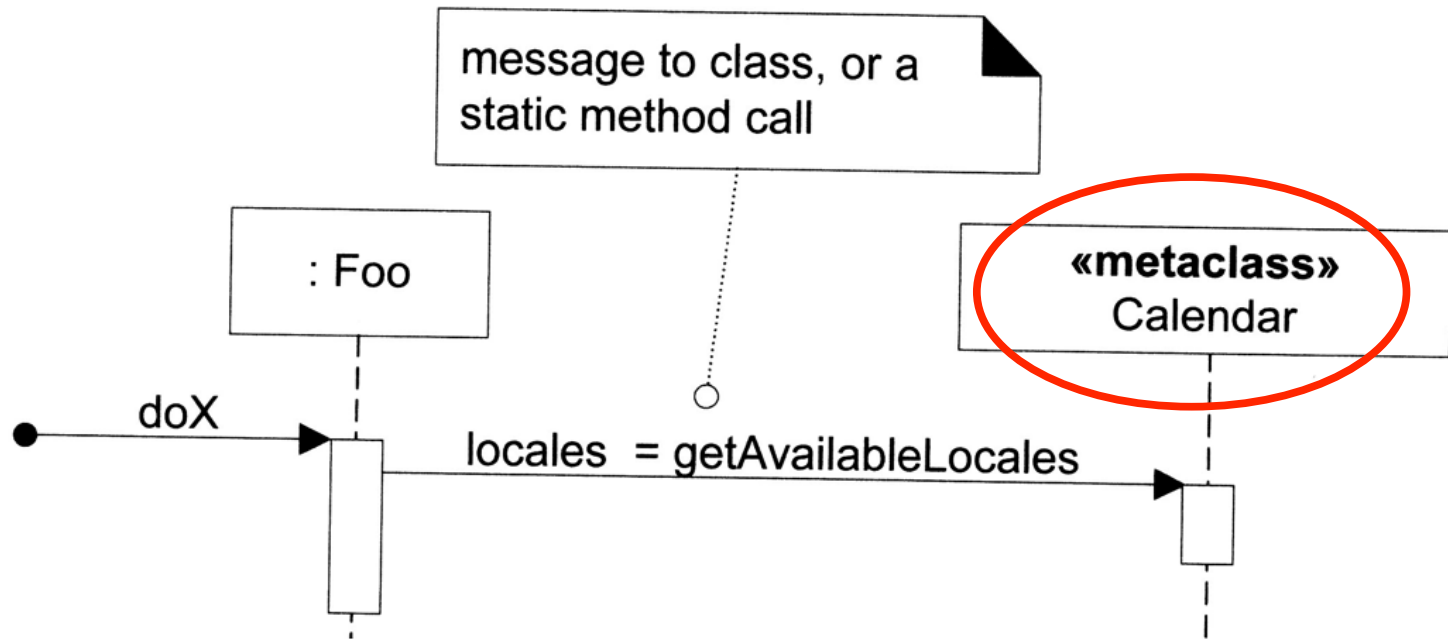 message to class, or a
static method call
: Foo
«metaclass»
Calendar
doX
locales = getAvailableLocales